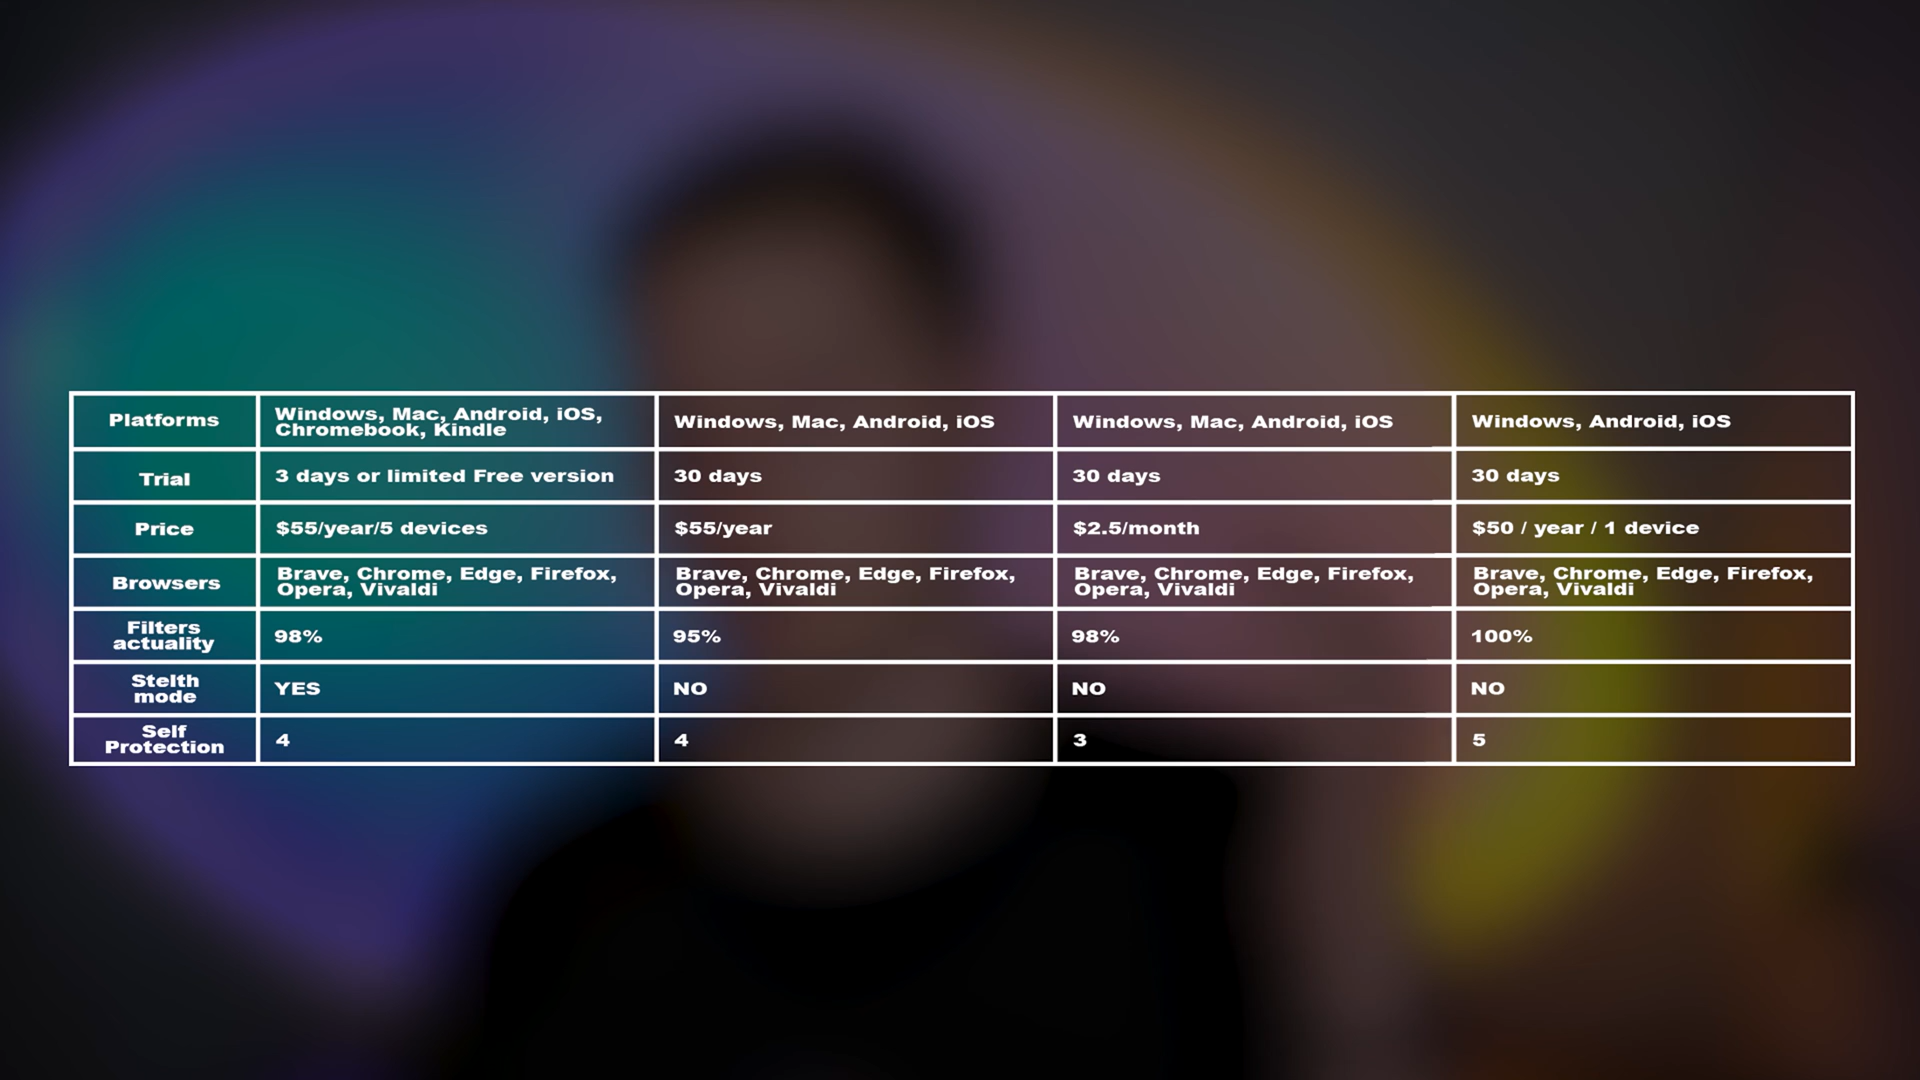 Platforms
Windows, Mac, Android, iOS,
Chromebook, Kindle
Windows, Mac, Android, iOS
Windows, Mac, Android, iOS
Windows, Android, iOS
Trial
3 days or limited Free version
30 days
30 days
30 days
Price
$55/year/5 devices
$55/year
$2.5/month
$50 / year / 1 device
Browsers
Brave, Chrome, Edge, Firefox,
Opera, Vivaldi
Brave, Chrome, Edge, Firefox,
Opera, Vivaldi
Brave, Chrome, Edge, Firefox,
Opera, Vivaldi
Brave, Chrome, Edge, Firefox,
Opera, Vivaldi
Filters
actuality
98%
95%
98%
100%
Stelth
mode
YES
NO
NO
NO
Self
Protection
4
4
3
5